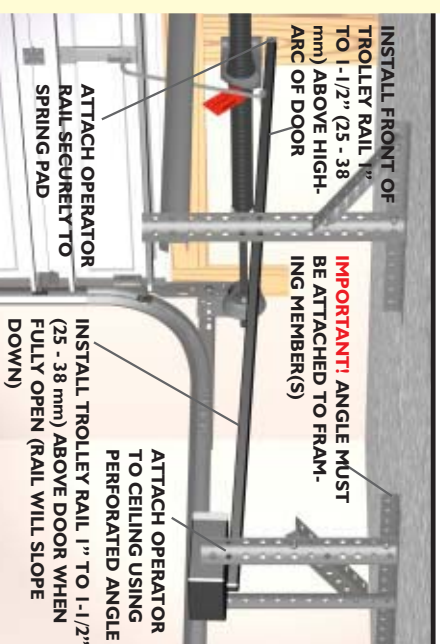 INSTALL FRONT OF
TROLLEY RAIL 1"
TO 1-1/2" (25 - 38
mm) ABOVE HIGH-
ARC OF DOOR
IMPORTANT! ANGLE MUST
BE ATTACHED TO FRAM-
ING MEMBER(S)
ATTACH OPERATOR
RAIL SECURELY TO
SPRING PAD
ATTACH OPERATOR
TO CEILING USING
PERFORATED ANGLE
INSTALL TROLLEY RAIL 1" TO 1-1/2"
(25 - 38 mm) ABOVE DOOR WHEN
FULLY OPEN (RAIL WILL SLOPE
DOWN)